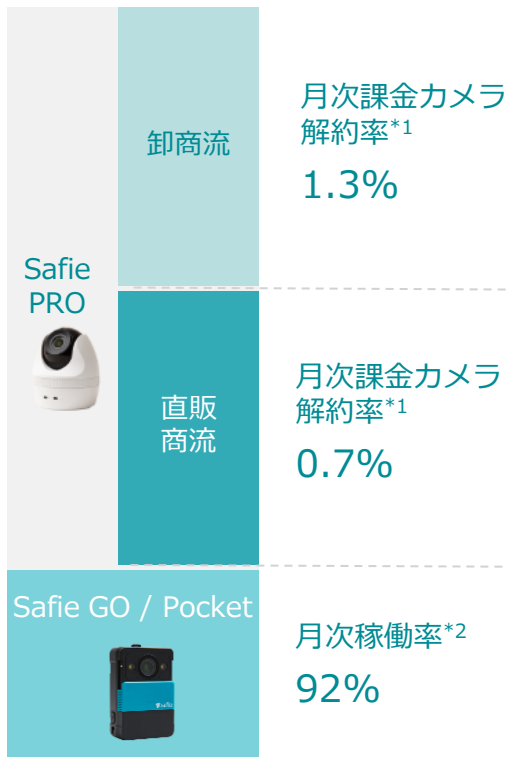 Safie
PRO
卸商流
月次課金カメラ
解約率*1
1.3%
直販
商流
月次課金カメラ
解約率*1
0.7%
Safie GO / Pocket
月次稼働率*2
92%